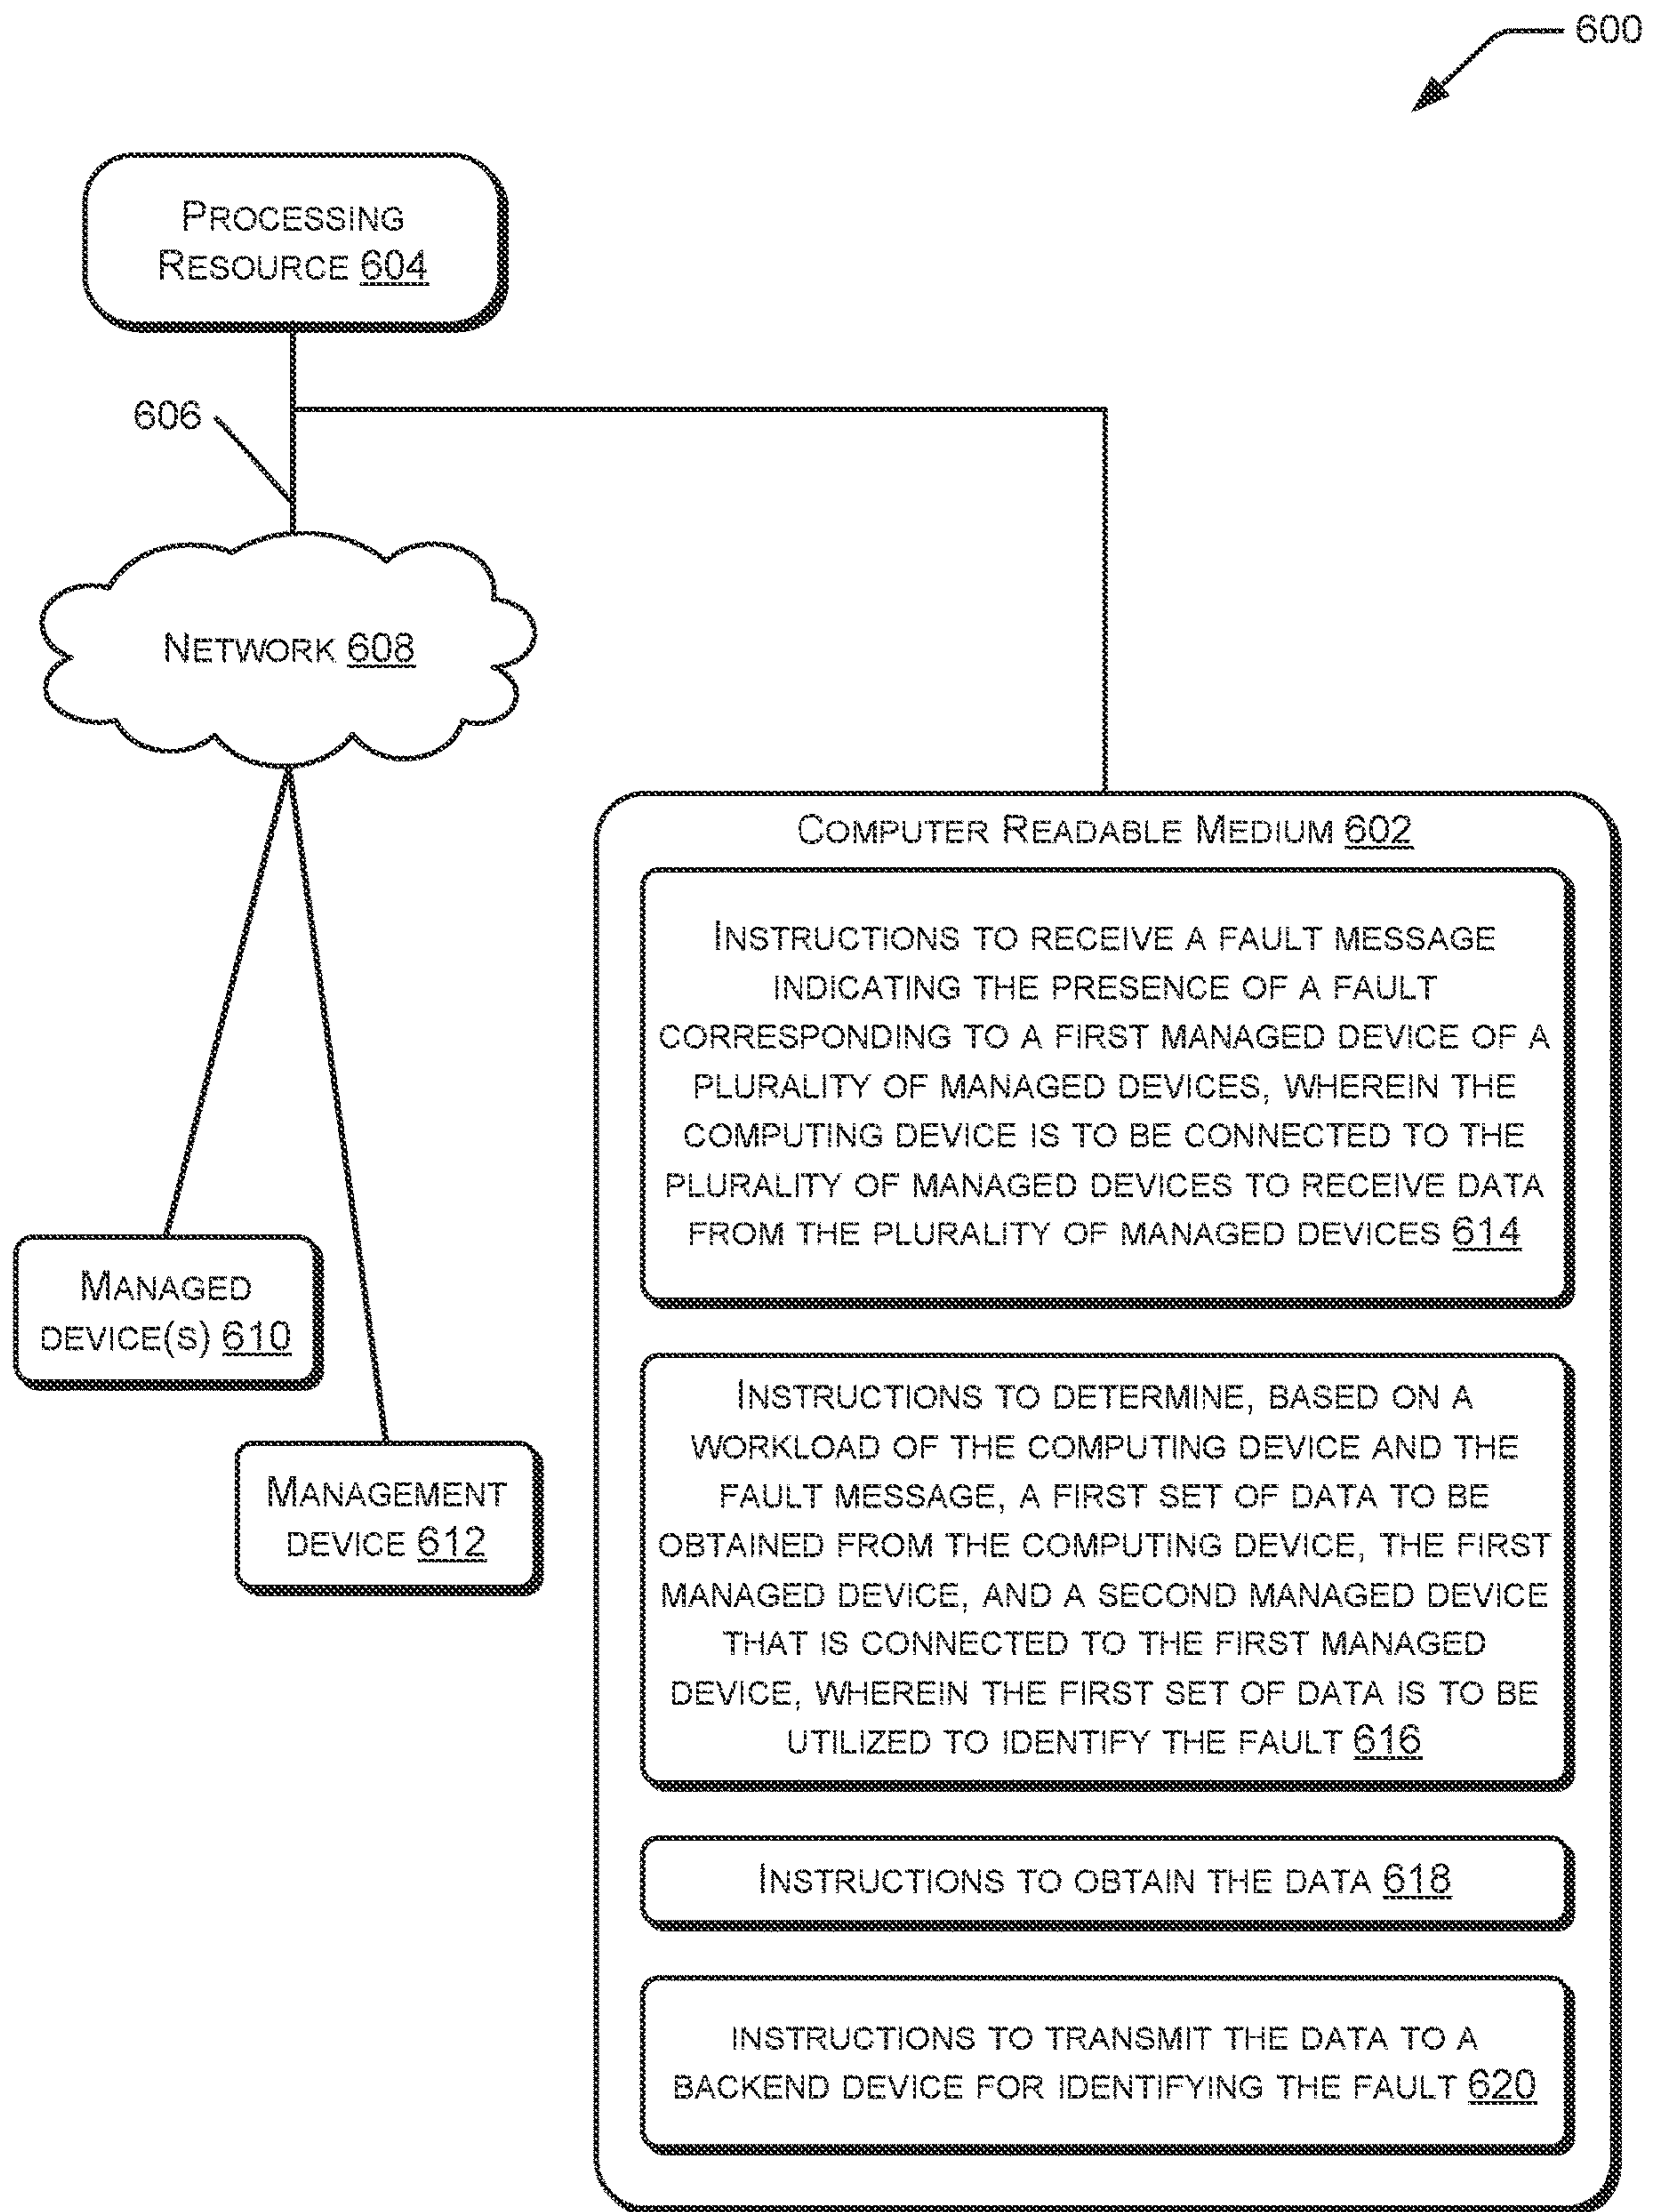 600
PROCESSING
RESOURCE 604
606
NETWORK 608
COMPUTER READABLE MEDIUM 602
INSTRUCTIONS TO RECEIVE A FAULT MESSAGE
INDICATING THE PRESENCE OF A FAULT
CORRESPONDING TO A FIRST MANAGED DEVICE OF A
PLURALITY OF MANAGED DEVICES, WHEREIN THE
COMPUTING DEVICE IS TO BE CONNECTED TO THE
PLURALITY OF MANAGED DEVICES TO RECEIVE DATA
FROM THE PLURALITY OF MANAGED DEVICES 614
MANAGED
DEVICE(S) 610
MANAGEMENT
DEVICE 612
INSTRUCTIONS TO DETERMINE, BASED ON A
WORKLOAD OF THE COMPUTING DEVICE AND THE
FAULT MESSAGE, A FIRST SET OF DATA TO BE
OBTAINED FROM THE COMPUTING DEVICE, THE FIRST
MANAGED DEVICE, AND A SECOND MANAGED DEVICE
THAT IS CONNECTED TO THE FIRST MANAGED
DEVICE, WHEREIN THE FIRST SET OF DATA IS TO BE
UTILIZED TO IDENTIFY THE FAULT 616
INSTRUCTIONS TO OBTAIN THE DATA 618
INSTRUCTIONS TO TRANSMIT THE DATA TO A
BACKEND DEVICE FOR IDENTIFYING THE FAULT 620